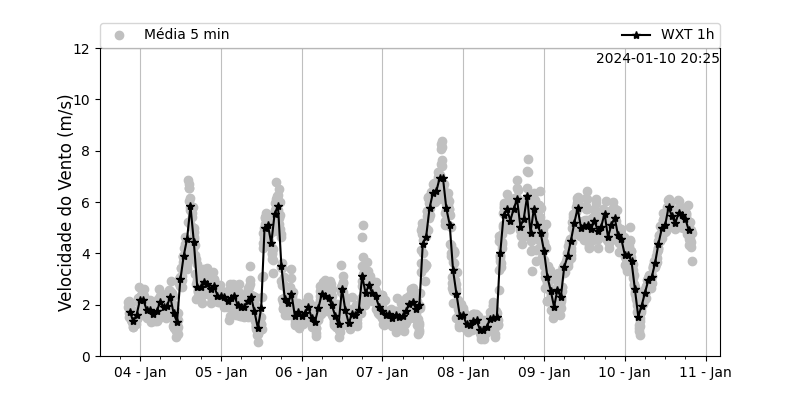 Média 5 min
WXT 1h
2024-01-10 20:25
Velocidade do Vento (m/s)
12
10
8
6
4
2
0
04 - Jan
05 - Jan
06 - Jan
07 - Jan
08 - Jan
09 - Jan
10 - Jan
11 - Jan